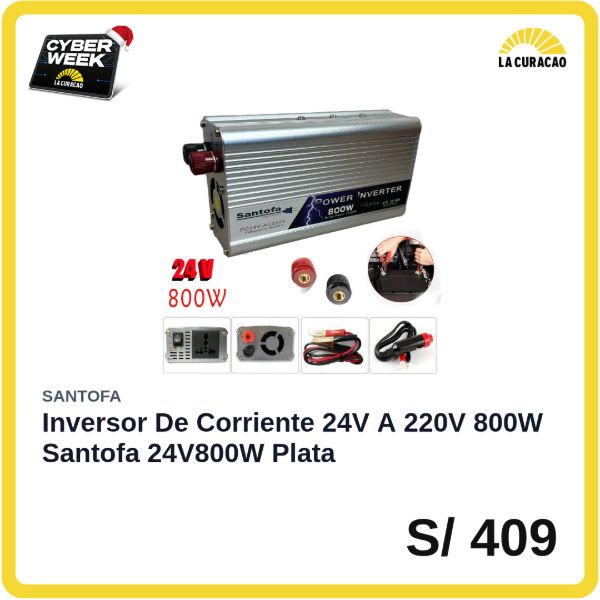 CYBER
WEEK
LA CURACAO
LA CURACAO
POWER INVERTER
800W
Santofa
24V
800W
SANTOFA
Inversor De Corriente 24V A 220V 800W
Santofa 24V800W Plata
S/ 409